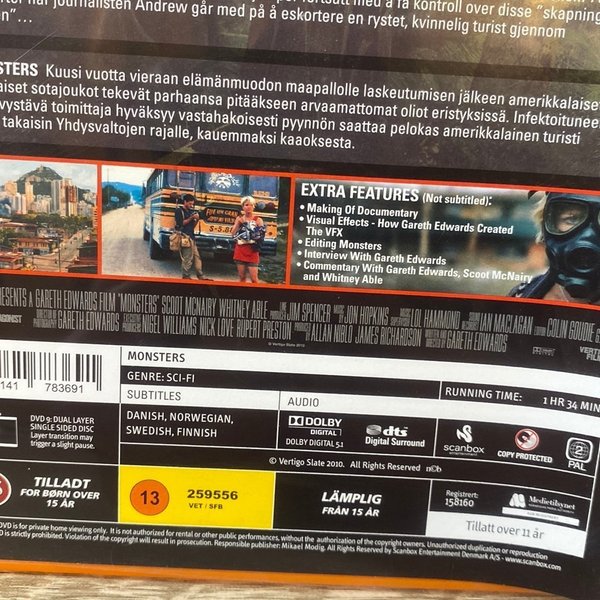 journalisten Andrew går med på å eskortere en rystet, kvinnelig turist gjennom
MONSTERS Kuusi vuotta vieraan elämänmuodon maapallolle laskeutumisen jälkeen amerikkalaiset
sotajoukot tekevät parhaansa pitääkseen arvaamattomat oliot eristyksissä. Infektoituneen
toimittaja hyväksyy vastahakoisesti pyynnön saattaa pelokas amerikkalainen turisti
takaisin Yhdysvaltojen rajalle, kauemmaksi kaaoksesta.
EXTRA FEATURES (Not subtitled):
• Making Of Documentary
• Visual Effects - How Gareth Edwards Created
The VFX
• Editing Monsters
• Interview With Gareth Edwards
• Commentary With Gareth Edwards, Scoot McNairy
and Whitney Able
PRESENTS A GARETH EDWARDS FILM "MONSTERS" SCOOT MCNAIRY WHITNEY ABLE JIM SPENCER JON HOPKINS LOL HAMMOND IAN MACLAGAN COLIN GOUDIE
GARETH EDWARDS NIGEL WILLIAMS NICK LOVE RUPERT PRESTON ALLAN NIBLO JAMES RICHARDSON GARETH EDWARDS
© Vertigo Slate 2010
141 783691
MONSTERS
GENRE: SCI-FI
RUNNING TIME: 1 HR 34 MIN
SUBTITLES
DANISH, NORWEGIAN,
SWEDISH, FINNISH
AUDIO
DOLBY
DIGITAL
DOLBY DIGITAL 5.1
dts
Digital Surround
scanbox
COPY PROTECTED
2
PAL
DVD 9: DUAL LAYER
SINGLE SIDED DISC
Layer transition may
trigger a slight pause.
© Vertigo Slate 2010. All Rights Reserved ncb
TILLADT
FOR BØRN OVER
15 ÅR
13
259556
VET / SFB
LÄMPLIG
FRÅN 15 ÅR
Registrert:
158160
Medietilsynet
Tillatt over 11 år
DVD is for private home viewing only. It is not authorized for rental or other public performances, without the authorization of the copyright owners. Unauthorized duplication or reproduction
is strictly prohibited. Violation of the copyright will result in prosecution. Responsible publisher: Mikael Modig. All Rights Reserved by Scanbox Entertainment Denmark A/S - www.scanbox.com